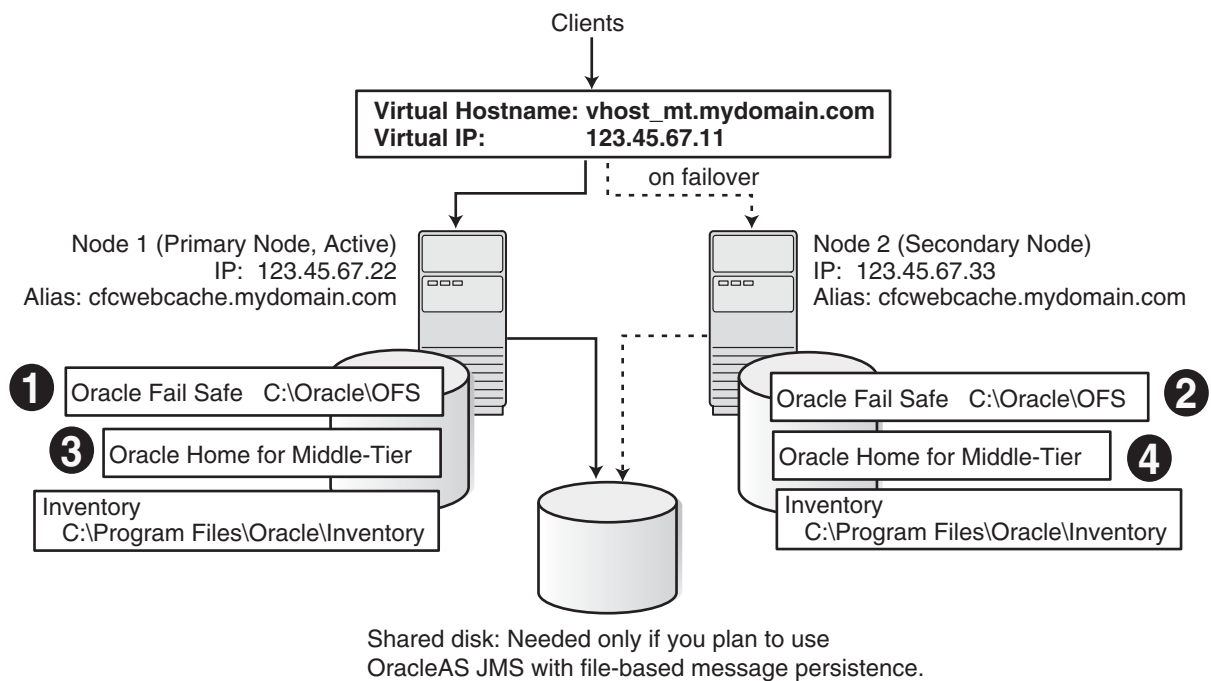 Clients
Virtual Hostname: vhost_mt.mydomain.com
Virtual IP: 123.45.67.11
on failover
Node 1 (Primary Node, Active)
IP: 123.45.67.22
Alias: cfcwebcache.mydomain.com
Node 2 (Secondary Node)
IP: 123.45.67.33
Alias: cfcwebcache.mydomain.com
1 Oracle Fail Safe C:\Oracle\OFS
Oracle Fail Safe C:\Oracle\OFS 2
3 Oracle Home for Middle-Tier
Oracle Home for Middle-Tier 4
Inventory
C:\Program Files\Oracle\Inventory
Inventory
C:\Program Files\Oracle\Inventory
Shared disk: Needed only if you plan to use
OracleAS JMS with file-based message persistence.